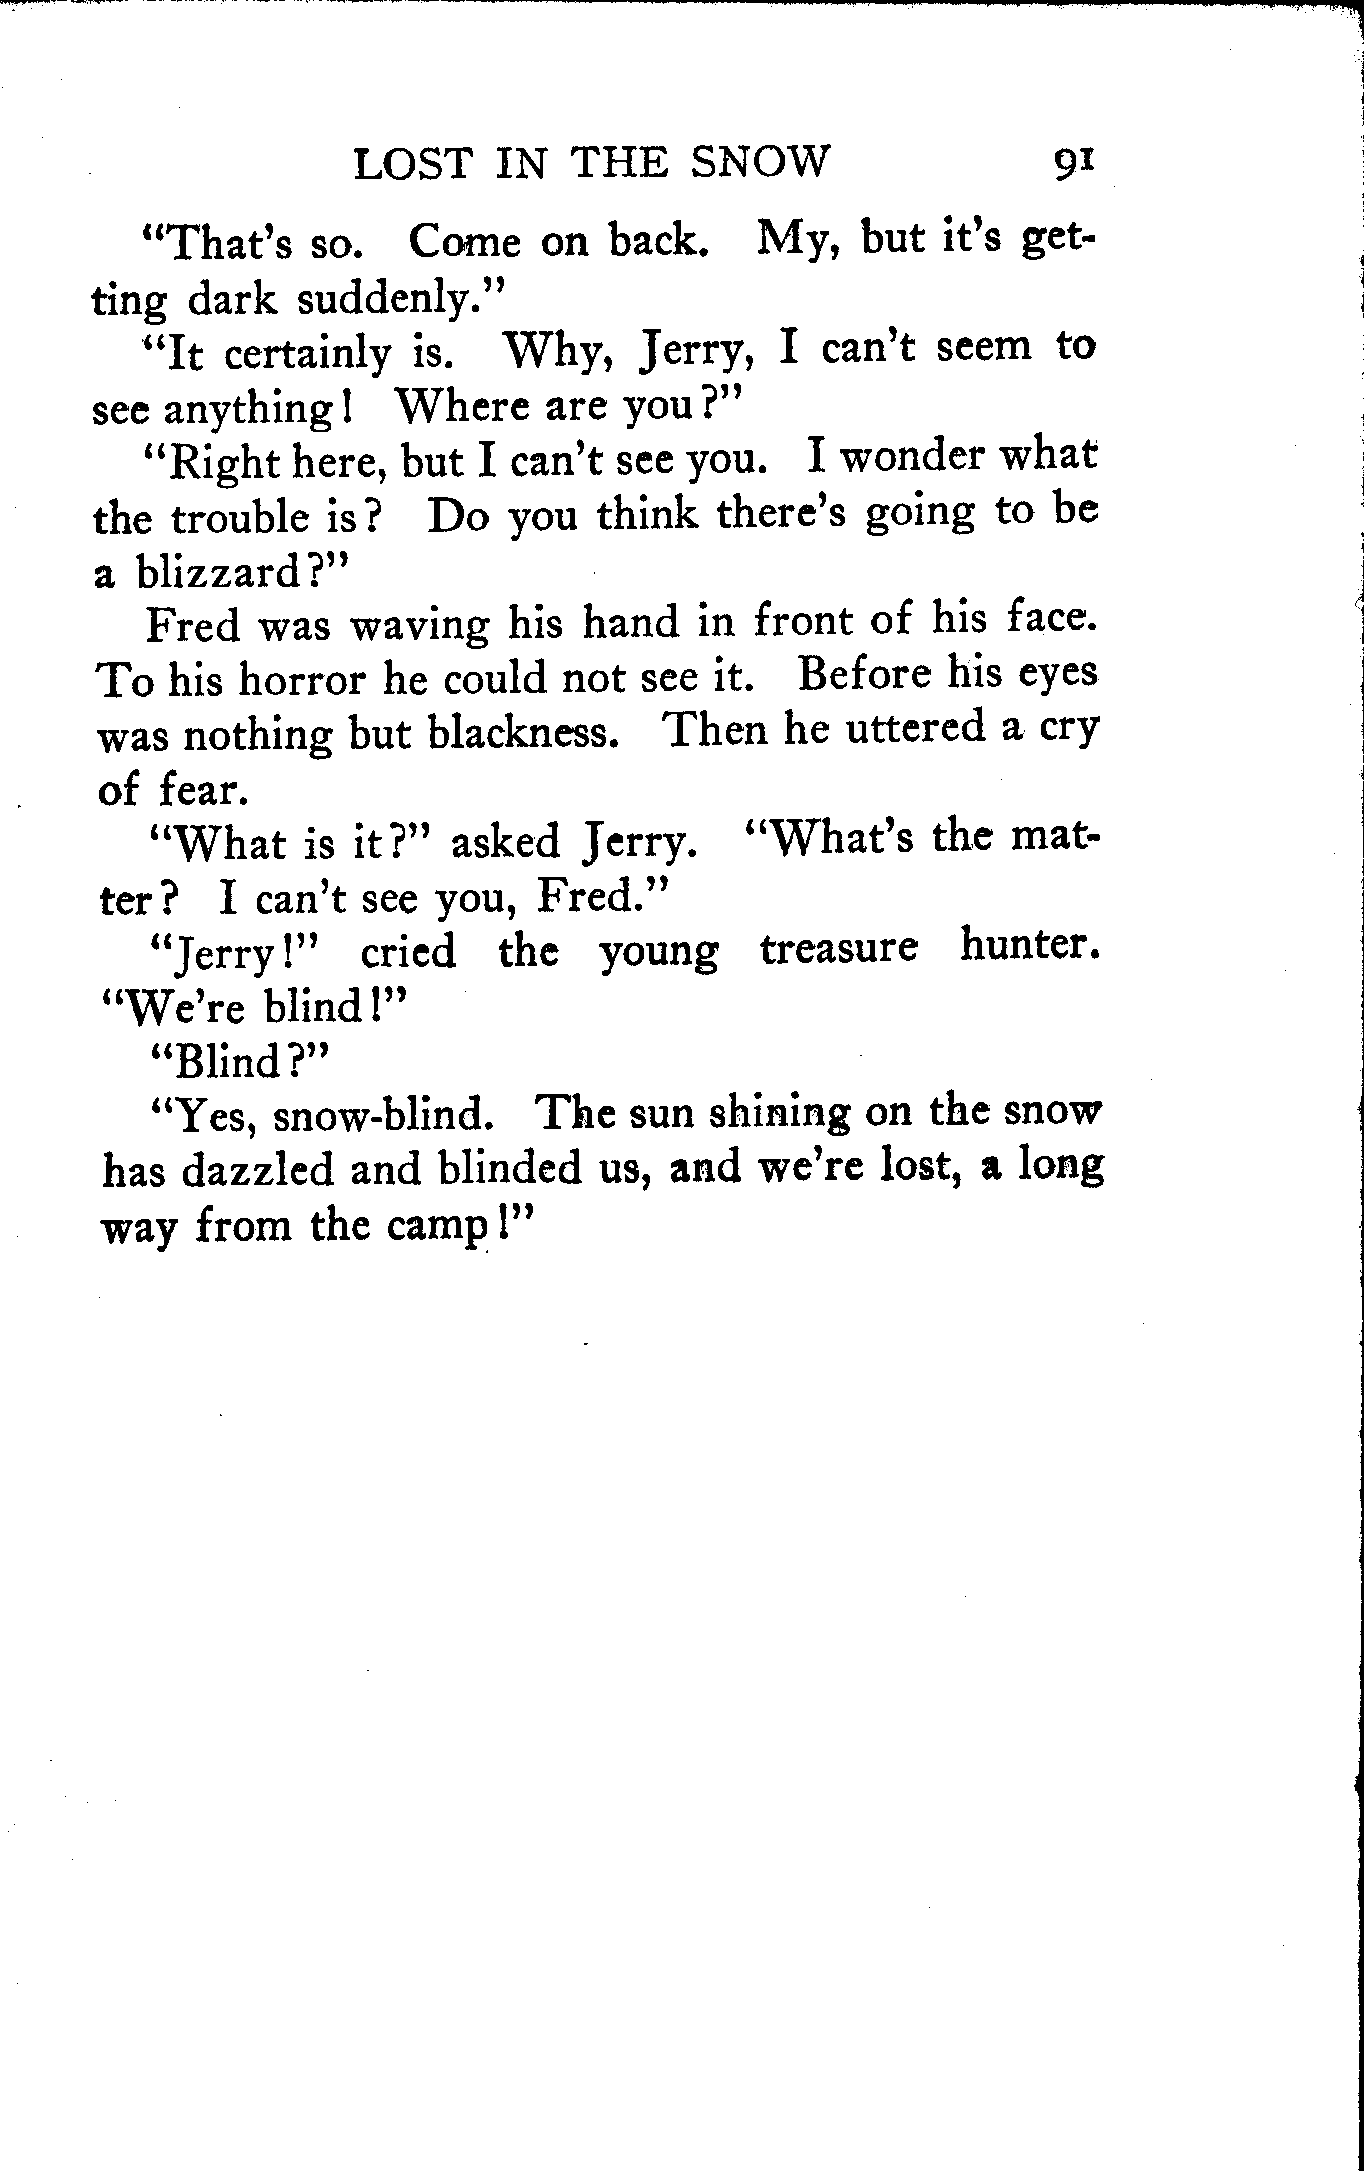 LOST IN THE SNOW 91
“That’s so. Come on back. My, but it’s get-
ting dark suddenly.”
“It certainly is. Why, Jerry, I can’t seem to
see anything! Where are you?”
“Right here, but I can’t see you. I wonder what
the trouble is? Do you think there’s going to be
a blizzard?”
Fred was waving his hand in front of his face.
To his horror he could not see it. Before his eyes
was nothing but blackness. Then he uttered a cry
of fear.
“What is it?” asked Jerry. “What’s the mat-
ter? I can’t see you, Fred.”
“Jerry!” cried the young treasure hunter.
“We’re blind!”
“Blind?”
“Yes, snow-blind. The sun shining on the snow
has dazzled and blinded us, and we’re lost, a long
way from the camp!”